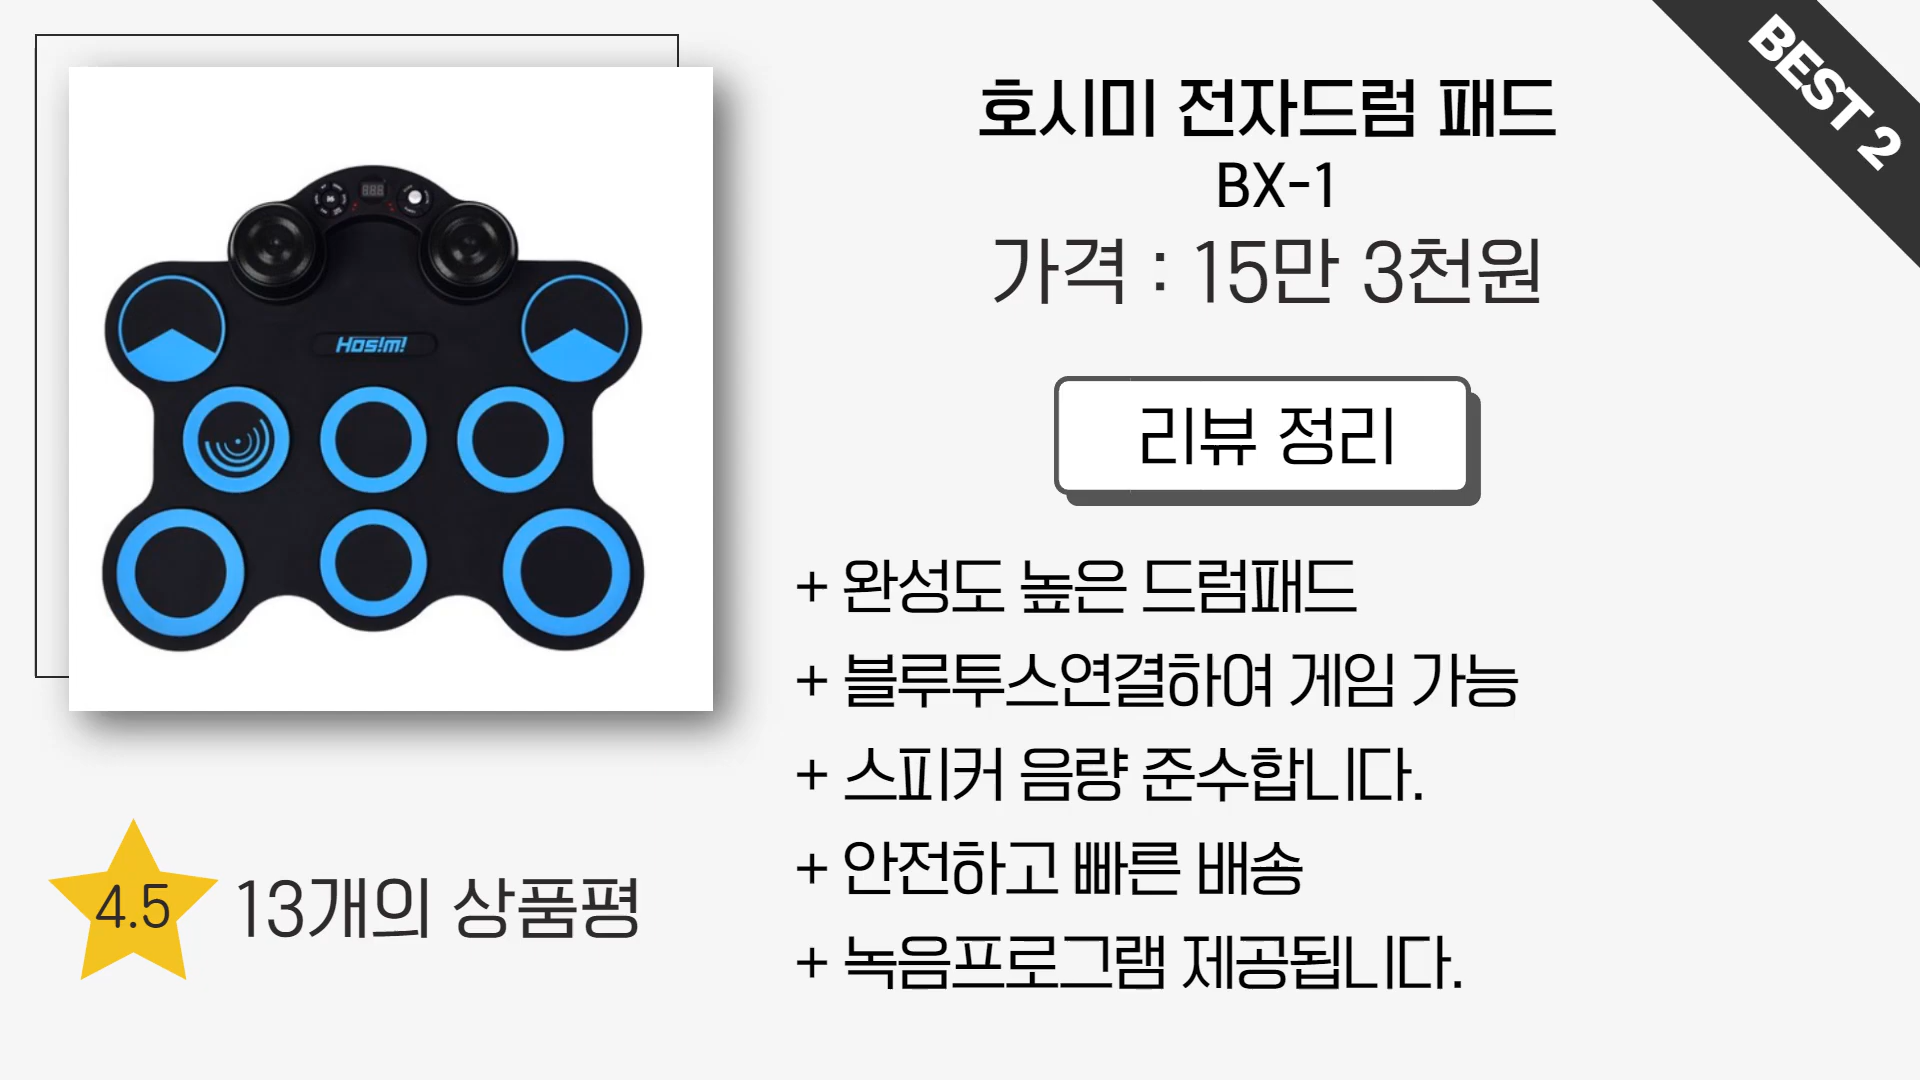 BEST 2
호시미 전자드럼 패드
BX-1
가격 : 15만 3천원
888
Hos!m!
리뷰 정리
+ 완성도 높은 드럼패드
+ 블루투스연결하여 게임 가능
+ 스피커 음량 준수합니다.
+ 안전하고 빠른 배송
+ 녹음프로그램 제공됩니다.
4.5
13개의 상품평